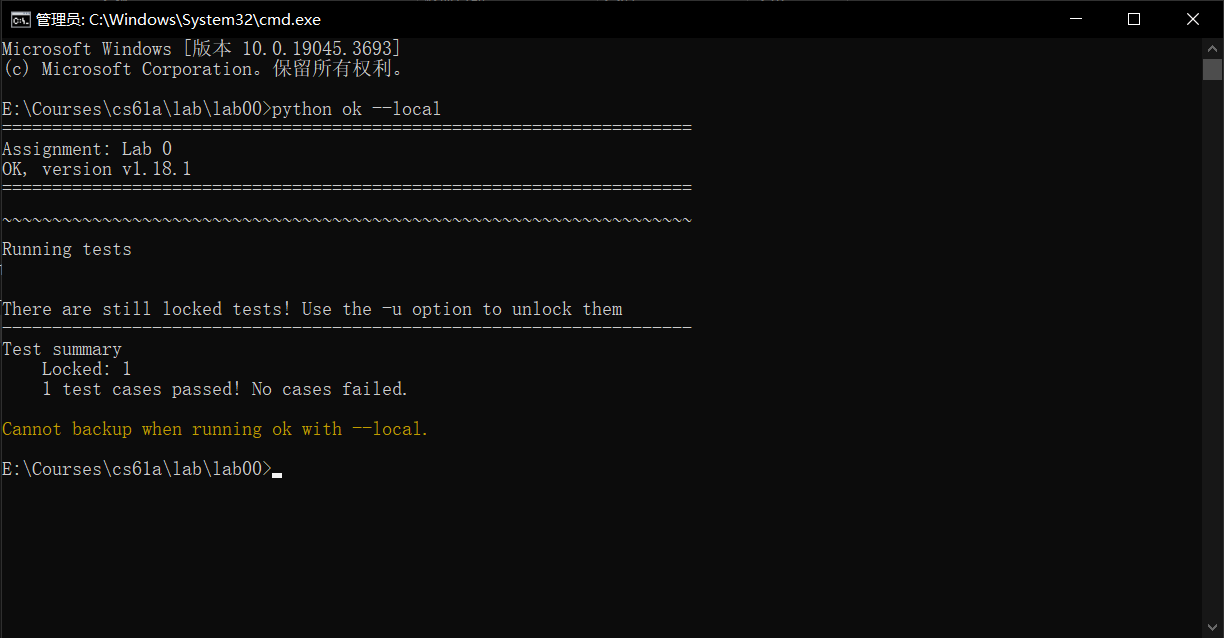 管理员: C:\Windows\System32\cmd.exe
Microsoft Windows [版本 10.0.19045.3693]
(c) Microsoft Corporation。保留所有权利。
E:\Courses\cs61a\lab\lab00>python ok --local
=====================================================================
Assignment: Lab 0
OK, version v1.18.1
=====================================================================
~~~~~~~~~~~~~~~~~~~~~~~~~~~~~~~~~~~~~~~~~~~~~~~~~~~~~~~~~~~~~~~~~~~~~
Running tests
There are still locked tests! Use the -u option to unlock them
---------------------------------------------------------------------
Test summary
    Locked: 1
    1 test cases passed! No cases failed.
Cannot backup when running ok with --local.
E:\Courses\cs61a\lab\lab00>